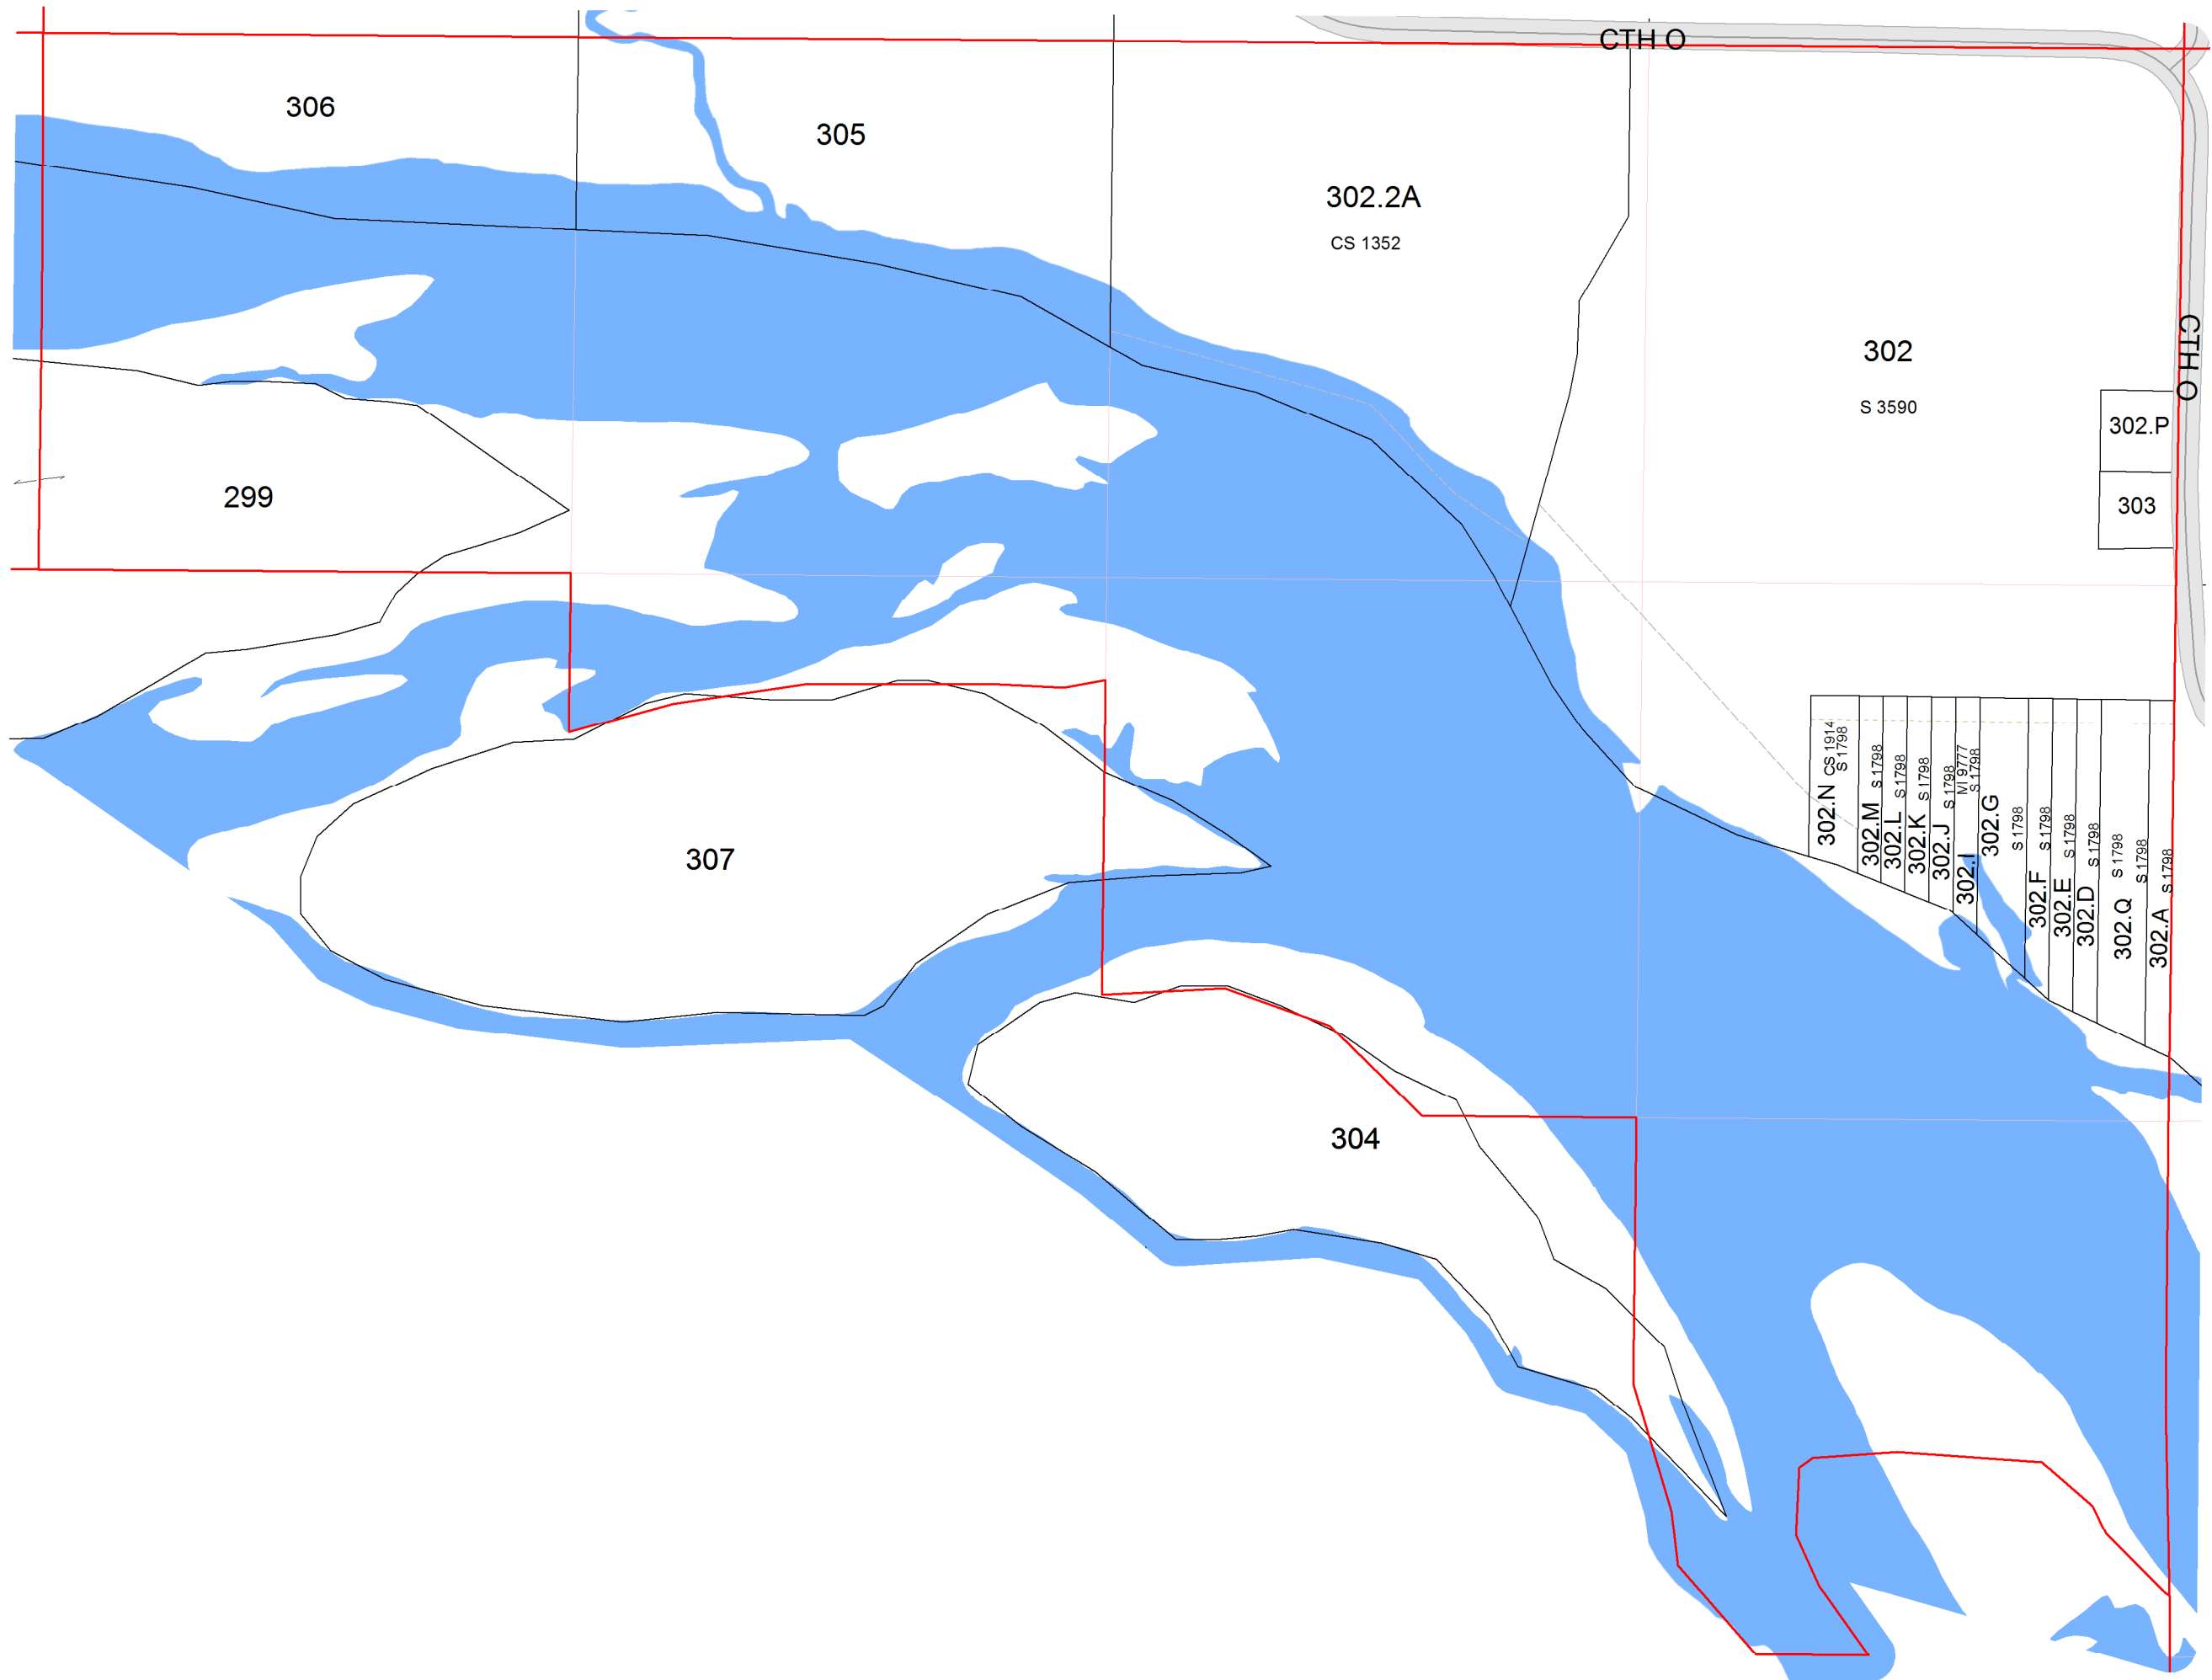 CTH O
306
305
302.2A
CS 1352
CTH O
302
S 3590
302.P
299
303
302.N
CS 1914
S 1798
302.M
S 1798
302.L
S 1798
302.K
S 1798
302.J
S 1798
302.I
MI 9777
S 1798
302.G
S 1798
302.F
S 1798
302.E
S 1798
302.D
S 1798
302.Q
S 1798
S 1798
302.A
S 1798
307
304